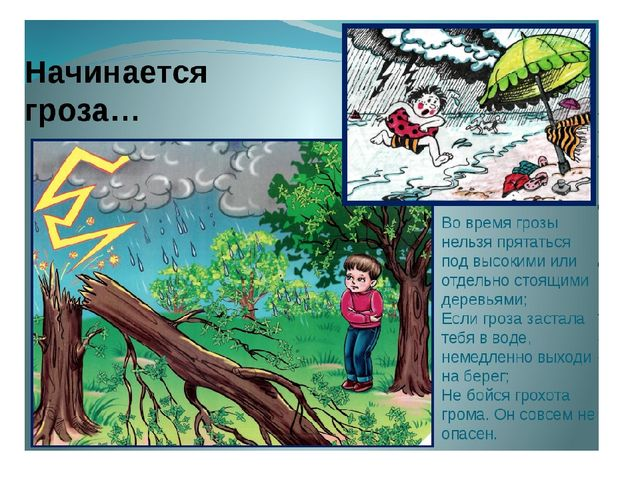 Начинается
гроза…
Во время грозы
нельзя прятаться
под высокими или
отдельно стоящими
деревьями;
Если гроза застала
тебя в воде,
немедленно выходи
на берег;
Не бойся грохота
грома. Он совсем не
опасен.